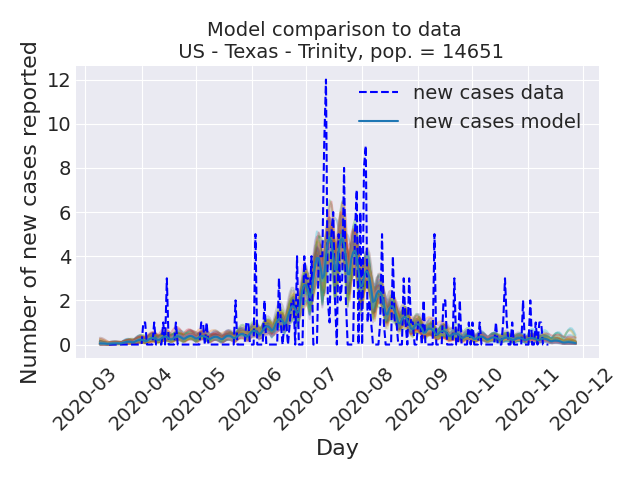 Model comparison to data
US - Texas - Trinity, pop. = 14651
Number of new cases reported
12
10
8
6
4
2
0
new cases data
new cases model
2020-03
2020-04
2020-05
2020-06
2020-07
2020-08
2020-09
2020-10
2020-11
2020-12
Day